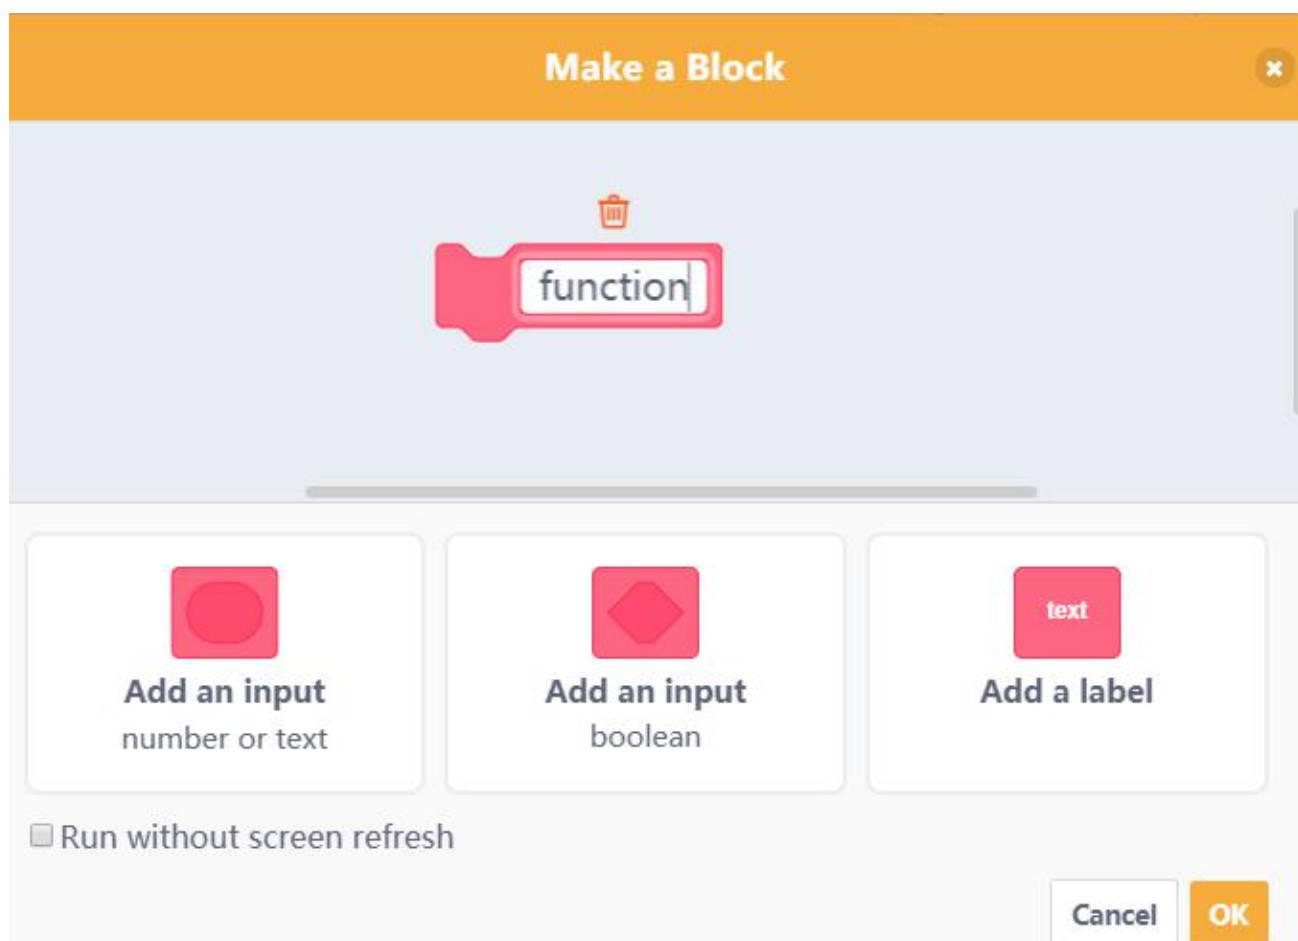 Make a Block
function
text
Add an input
number or text
Add an input
boolean
Add a label
Run without screen refresh
Cancel
OK